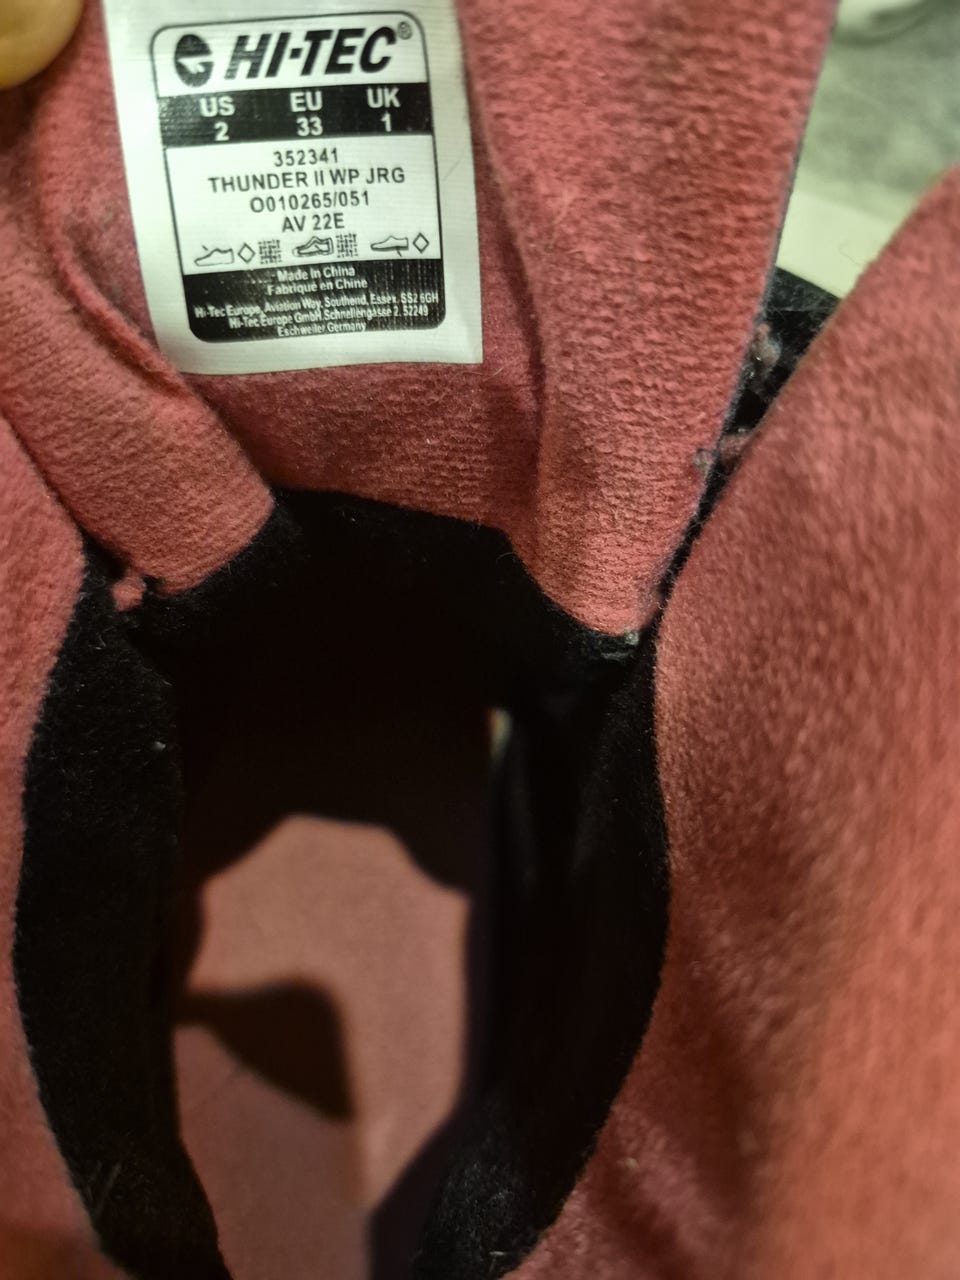 HI-TEC®
US EU UK
2 33 1
352341
THUNDER II WP JRG
O010265/051
AV 22E
Made In China
Fabriqué en Chine
Hi-Tec Europe, Aviation Way, Southend, Essex. SS2 6GH
Hi-Tec Europe GmbH Schnellengasse 2, 52249
Eschweiler Germany